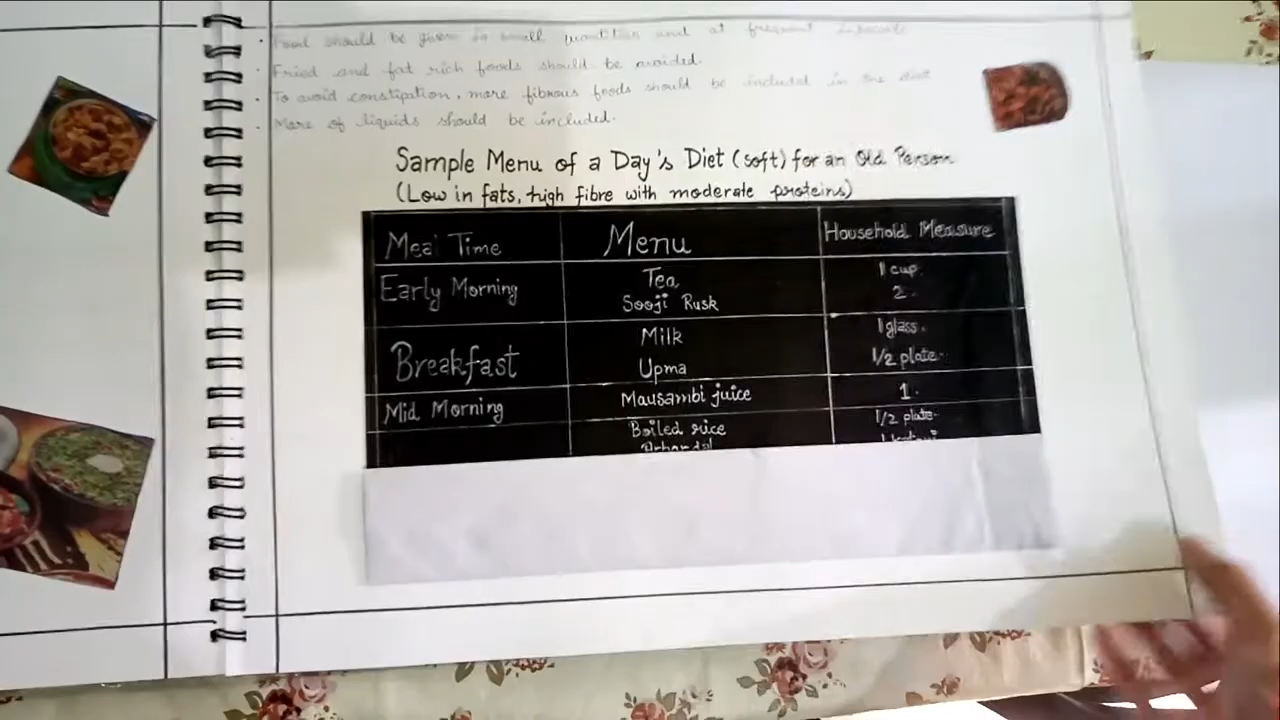 Food should be given in small quantities and at frequent intervals
• Fried and fat rich foods should be avoided.
• To avoid constipation, more fibrous foods should be included in the diet
• More of liquids should be included.
Sample Menu of a Day's Diet (soft) for an Old Person
(Low in fats, high fibre with moderate proteins)
Meal Time Menu Household Measure
Early Morning Tea 1 cup.
Sooji Rusk 2.
Breakfast Milk 1 glass.
Upma 1/2 plate.
Mid Morning Mausambi juice 1.
Boiled rice 1/2 plate.